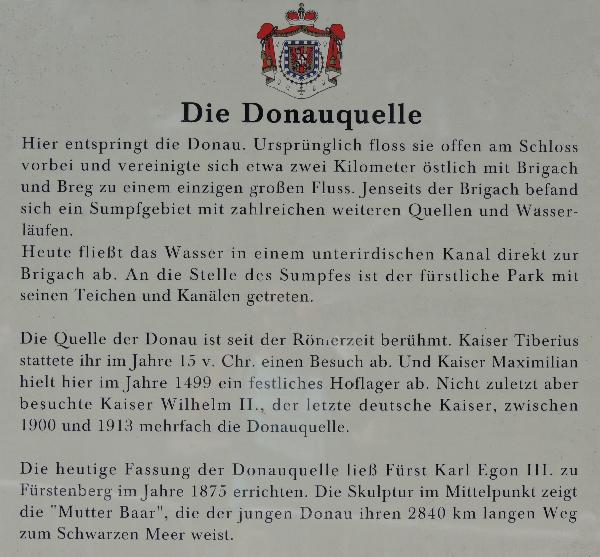 Die Donauquelle
Hier entspringt die Donau. Ursprünglich floss sie offen am Schloss
vorbei und vereinigte sich etwa zwei Kilometer östlich mit Brigach
und Breg zu einem einzigen großen Fluss. Jenseits der Brigach befand
sich ein Sumpfgebiet mit zahlreichen weiteren Quellen und Wasser-
läufen.
Heute fließt das Wasser in einem unterirdischen Kanal direkt zur
Brigach ab. An die Stelle des Sumpfes ist der fürstliche Park mit
seinen Teichen und Kanälen getreten.
Die Quelle der Donau ist seit der Römerzeit berühmt. Kaiser Tiberius
stattete ihr im Jahre 15 v. Chr. einen Besuch ab. Und Kaiser Maximilian
hielt hier im Jahre 1499 ein festliches Hoflager ab. Nicht zuletzt aber
besuchte Kaiser Wilhelm II., der letzte deutsche Kaiser, zwischen
1900 und 1913 mehrfach die Donauquelle.
Die heutige Fassung der Donauquelle ließ Fürst Karl Egon III. zu
Fürstenberg im Jahre 1875 errichten. Die Skulptur im Mittelpunkt zeigt
die "Mutter Baar", die der jungen Donau ihren 2840 km langen Weg
zum Schwarzen Meer weist.